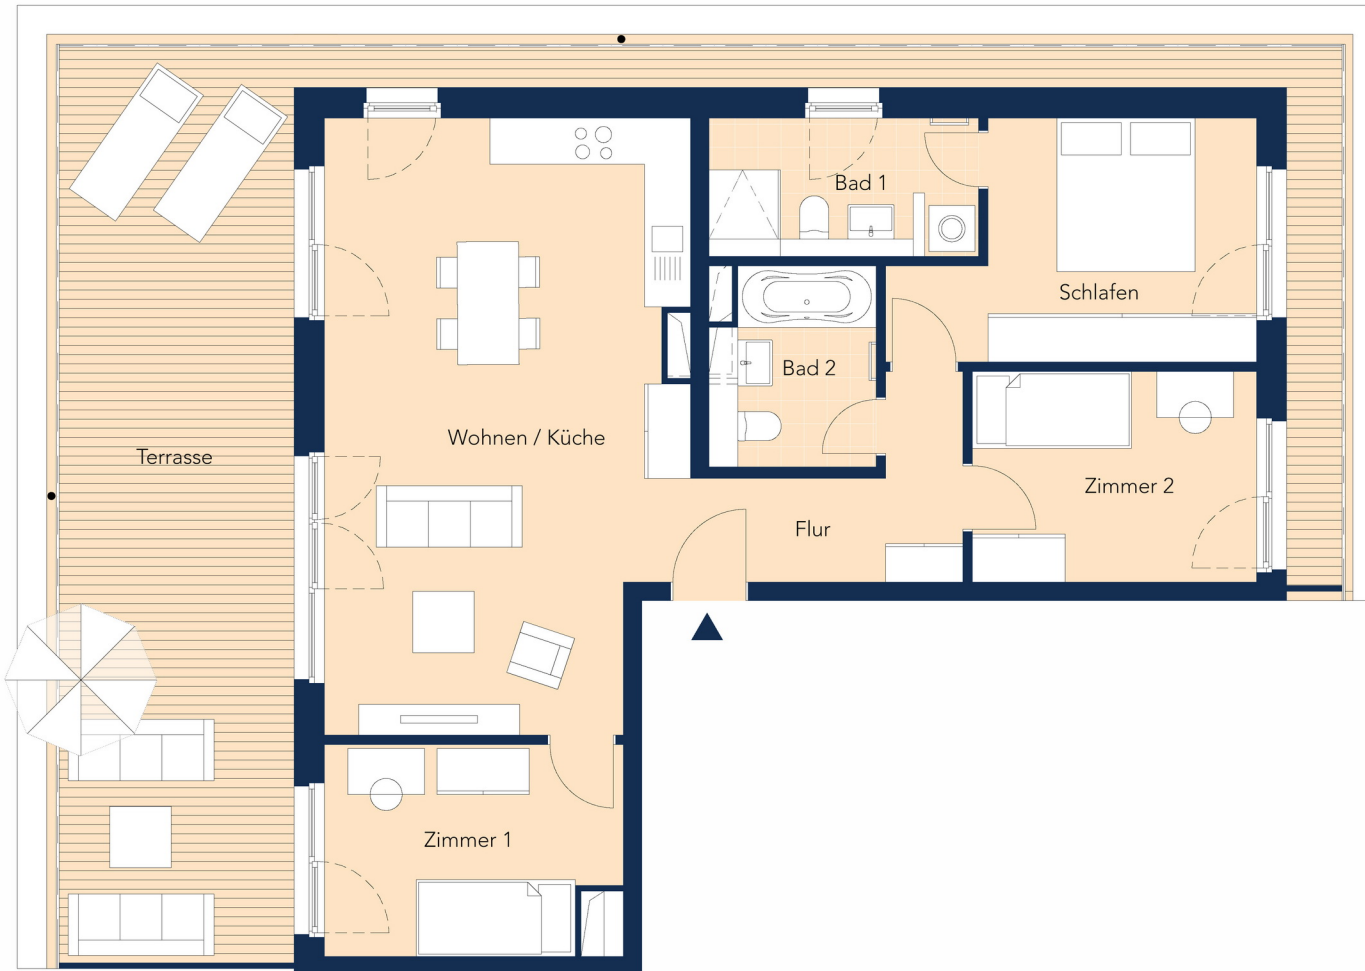 Bad 1
Schlafen
Bad 2
Wohnen / Küche
Terrasse
Zimmer 2
Flur
Zimmer 1